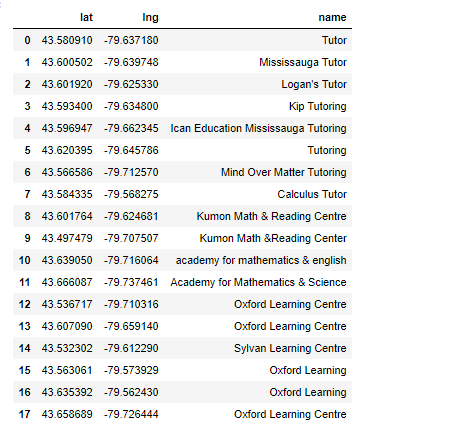 lat lng name
0 43.580910 -79.637180 Tutor
1 43.600502 -79.639748 Mississauga Tutor
2 43.601920 -79.625330 Logan's Tutor
3 43.593400 -79.634800 Kip Tutoring
4 43.596947 -79.662345 Ican Education Mississauga Tutoring
5 43.620395 -79.645786 Tutoring
6 43.566586 -79.712570 Mind Over Matter Tutoring
7 43.584335 -79.568275 Calculus Tutor
8 43.601764 -79.624681 Kumon Math & Reading Centre
9 43.497479 -79.707507 Kumon Math &Reading Center
10 43.639050 -79.716064 academy for mathematics & english
11 43.666087 -79.737461 Academy for Mathematics & Science
12 43.536717 -79.710316 Oxford Learning Centre
13 43.607090 -79.659140 Oxford Learning Centre
14 43.532302 -79.612290 Sylvan Learning Centre
15 43.563061 -79.573929 Oxford Learning
16 43.635392 -79.562430 Oxford Learning
17 43.658689 -79.726444 Oxford Learning Centre